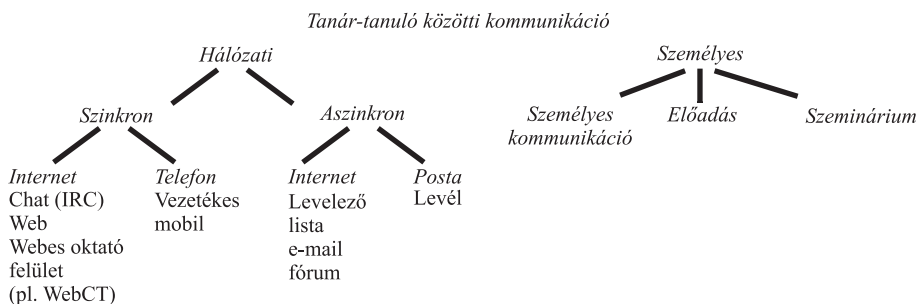 Tanár-tanuló közötti kommunikáció
Hálózati
Személyes
Szinkron
Aszinkron
Személyes
kommunikáció
Előadás
Szeminárium
Internet
Chat (IRC)
Web
Webes oktató
felület
(pl. WebCT)
Telefon
Vezetékes
mobil
Internet
Levelező
lista
e-mail
fórum
Posta
Levél